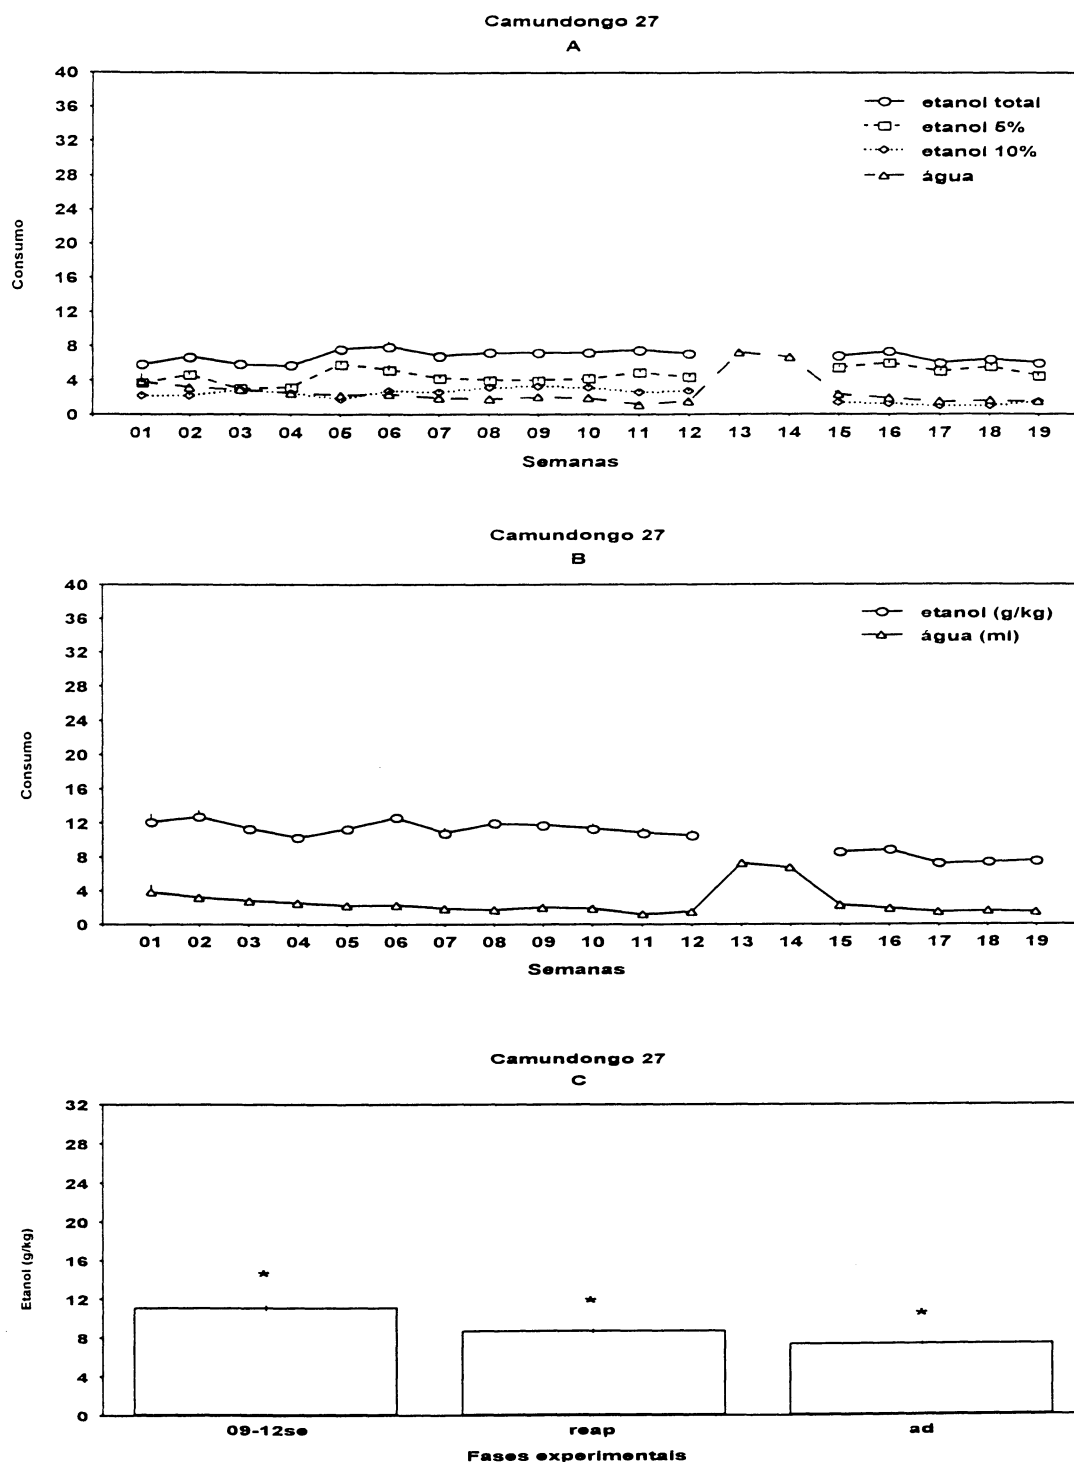 Camundongo 27
A
40
36
32
28
24
20
16
12
8
4
0
Consumo
etanol total
etanol 5%
etanol 10%
água
01 02 03 04 05 06 07 08 09 10 11 12 13 14 15 16 17 18 19
Semanas
Camundongo 27
B
40
36
32
28
24
20
16
12
8
4
0
Consumo
etanol (g/kg)
água (ml)
01 02 03 04 05 06 07 08 09 10 11 12 13 14 15 16 17 18 19
Semanas
Camundongo 27
C
32
28
24
20
16
12
8
4
0
Etanol (g/kg)
* * *
09-12se reap ad
Fases experimentais